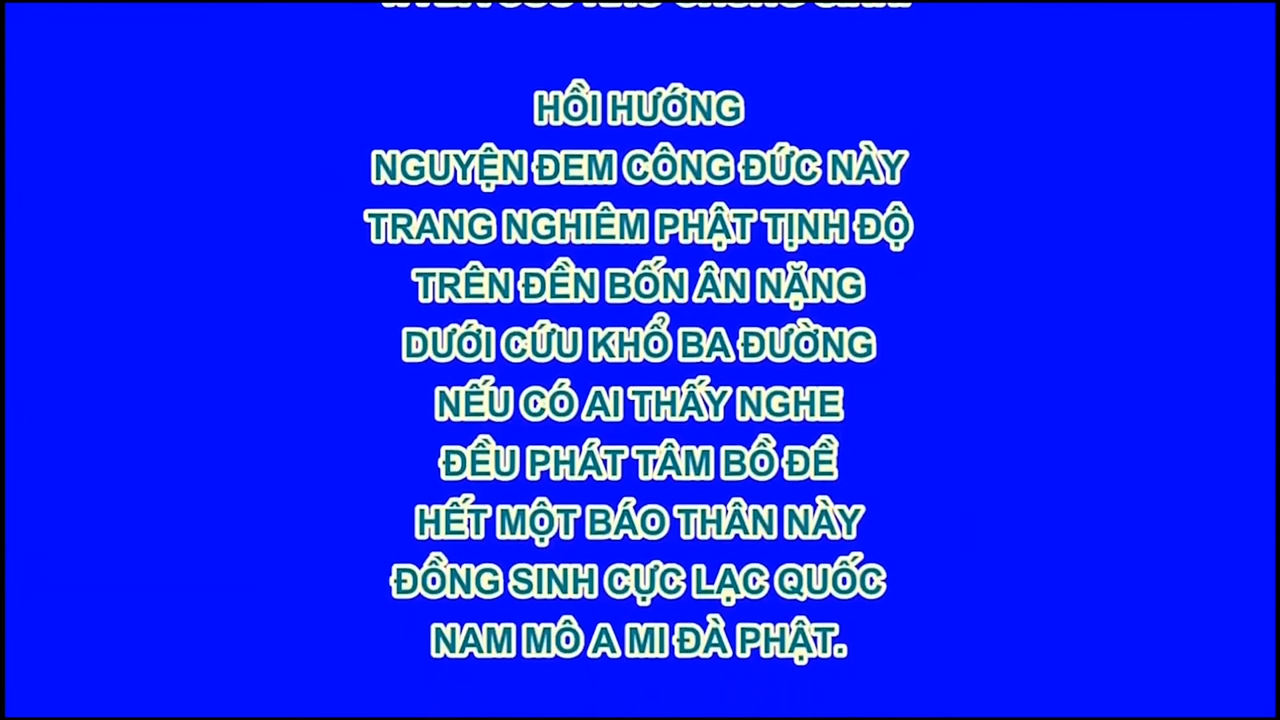 HỒI HƯỚNG
NGUYỆN ĐEM CÔNG ĐỨC NÀY
TRANG NGHIÊM PHẬT TỊNH ĐỘ
TRÊN ĐỀN BỐN ÂN NẶNG
DƯỚI CỨU KHỔ BA ĐƯỜNG
NẾU CÓ AI THẤY NGHE
ĐỀU PHÁT TÂM BỒ ĐỀ
HẾT MỘT BÁO THÂN NÀY
ĐỒNG SINH CỰC LẠC QUỐC
NAM MÔ A MI ĐÀ PHẬT.